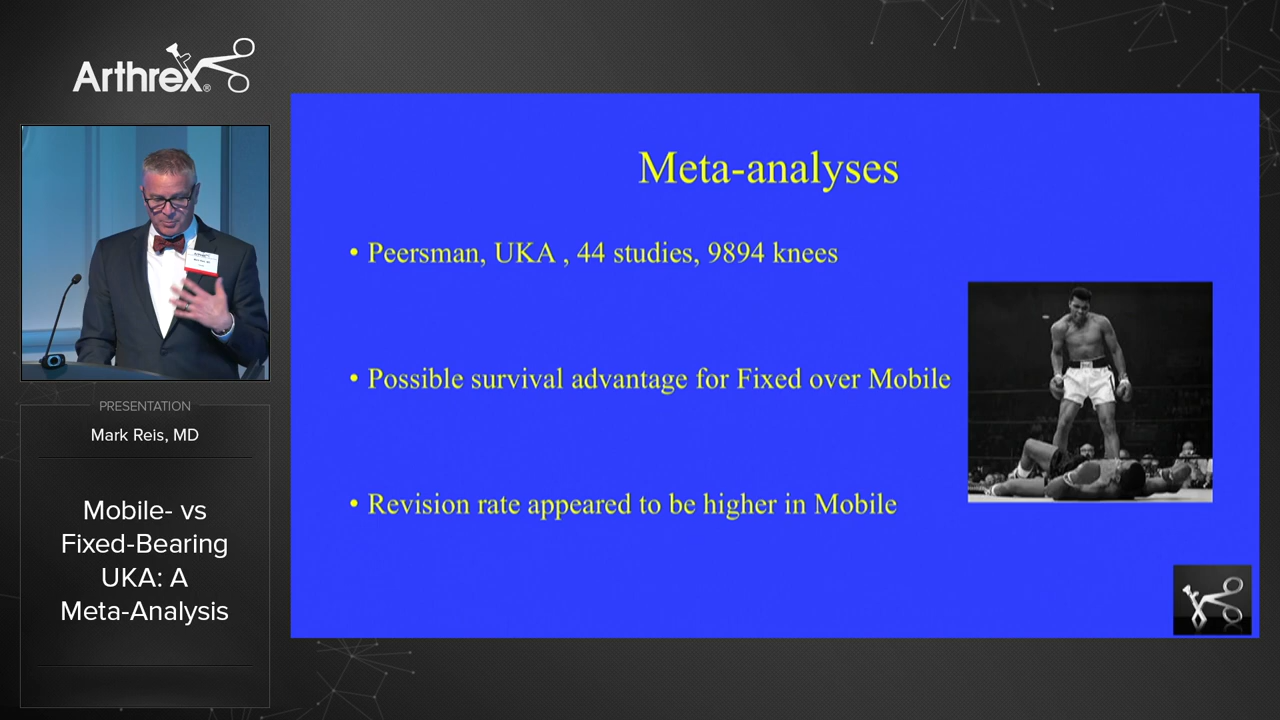 Arthrex®
PRESENTATION
Mark Reis, MD
Mobile- vs
Fixed-Bearing
UKA: A
Meta-Analysis
Meta-analyses
• Peersman, UKA , 44 studies, 9894 knees
• Possible survival advantage for Fixed over Mobile
• Revision rate appeared to be higher in Mobile